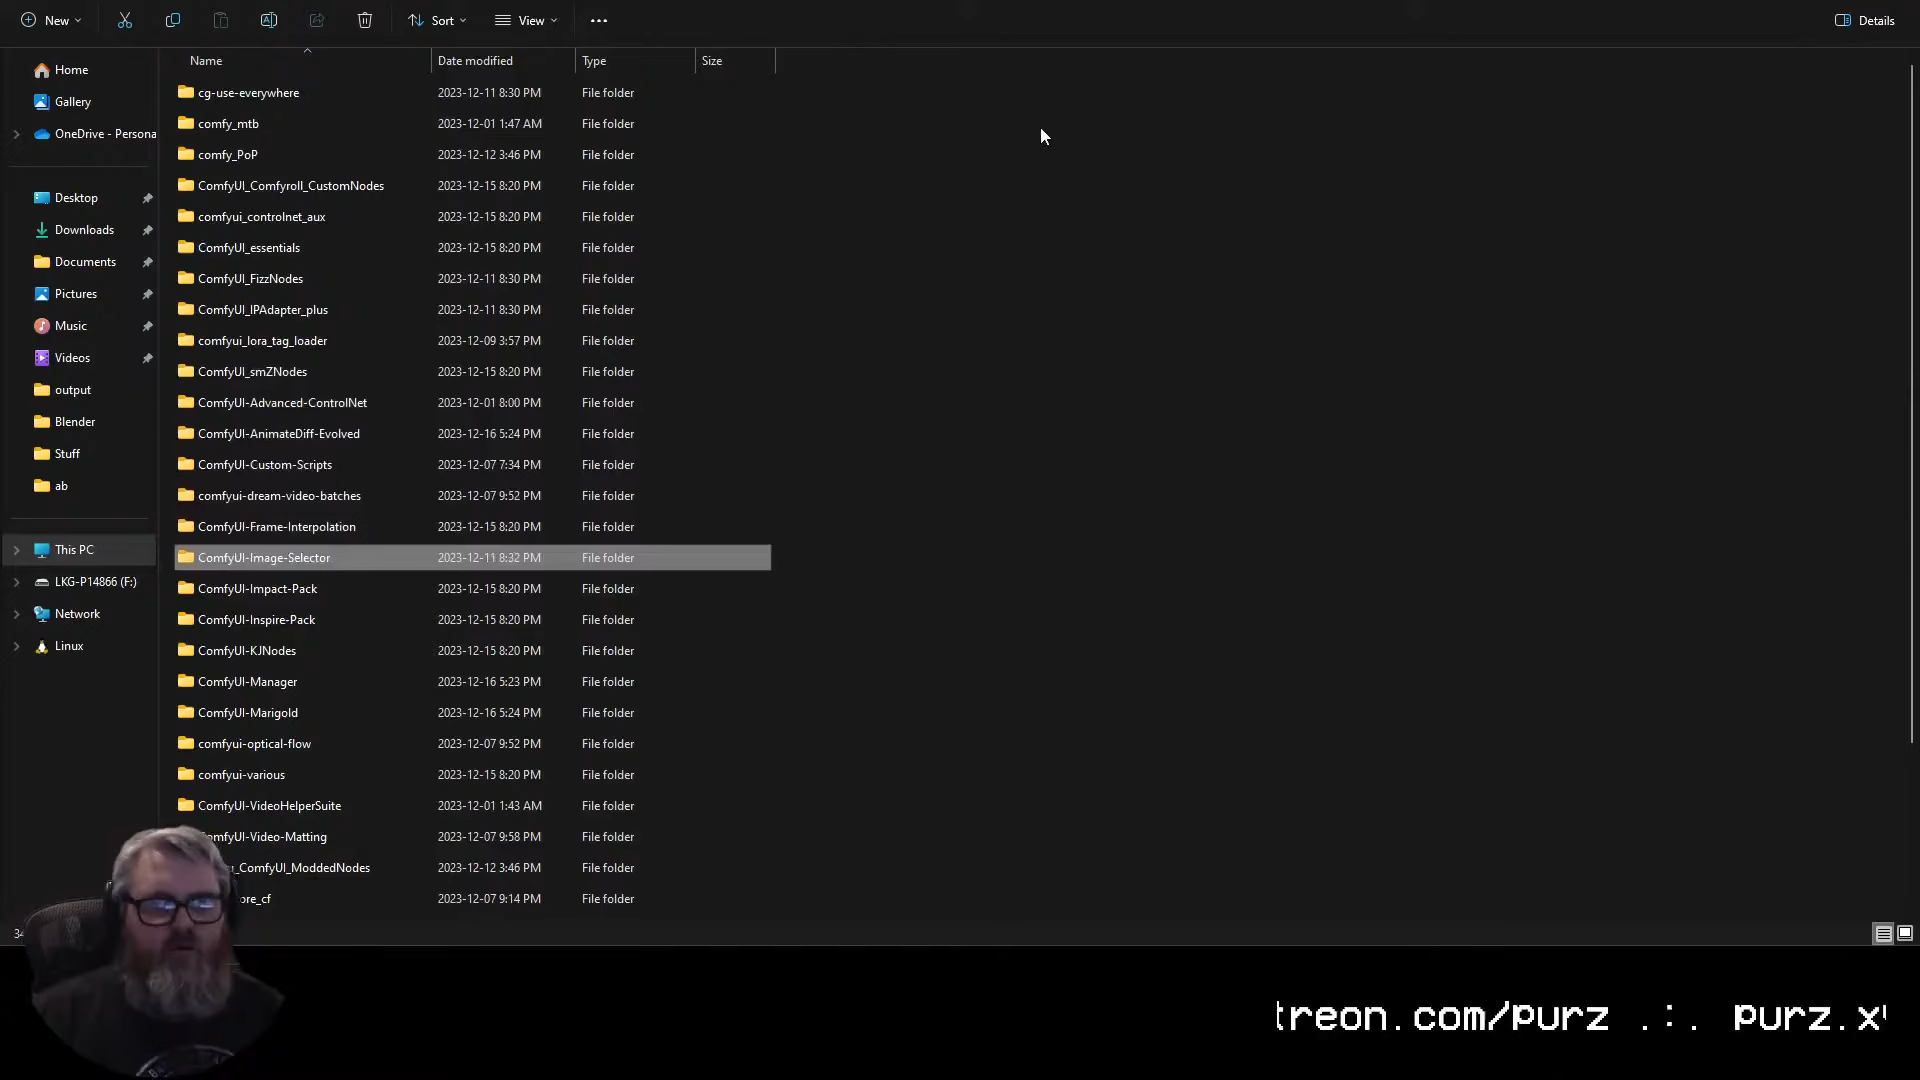 New
Sort
View
Details
Name
Date modified
Type
Size
Home
Gallery
OneDrive - Persona
Desktop
Downloads
Documents
Pictures
Music
Videos
output
Blender
Stuff
ab
This PC
LKG-P14866 (F:)
Network
Linux
cg-use-everywhere 2023-12-11 8:30 PM File folder
comfy_mtb 2023-12-01 1:47 AM File folder
comfy_PoP 2023-12-12 3:46 PM File folder
ComfyUI_Comfyroll_CustomNodes 2023-12-15 8:20 PM File folder
comfyui_controlnet_aux 2023-12-15 8:20 PM File folder
ComfyUI_essentials 2023-12-15 8:20 PM File folder
ComfyUI_FizzNodes 2023-12-11 8:30 PM File folder
ComfyUI_IPAdapter_plus 2023-12-11 8:30 PM File folder
comfyui_lora_tag_loader 2023-12-09 3:57 PM File folder
ComfyUI_smZNodes 2023-12-15 8:20 PM File folder
ComfyUI-Advanced-ControlNet 2023-12-01 8:00 PM File folder
ComfyUI-AnimateDiff-Evolved 2023-12-16 5:24 PM File folder
ComfyUI-Custom-Scripts 2023-12-07 7:34 PM File folder
comfyui-dream-video-batches 2023-12-07 9:52 PM File folder
ComfyUI-Frame-Interpolation 2023-12-15 8:20 PM File folder
ComfyUI-Image-Selector 2023-12-11 8:32 PM File folder
ComfyUI-Impact-Pack 2023-12-15 8:20 PM File folder
ComfyUI-Inspire-Pack 2023-12-15 8:20 PM File folder
ComfyUI-KJNodes 2023-12-15 8:20 PM File folder
ComfyUI-Manager 2023-12-16 5:23 PM File folder
ComfyUI-Marigold 2023-12-16 5:24 PM File folder
comfyui-optical-flow 2023-12-07 9:52 PM File folder
comfyui-various 2023-12-15 8:20 PM File folder
ComfyUI-VideoHelperSuite 2023-12-01 1:43 AM File folder
omfyUI-Video-Matting 2023-12-07 9:58 PM File folder
_ComfyUI_ModdedNodes 2023-12-12 3:46 PM File folder
ore_cf 2023-12-07 9:14 PM File folder
treon.com/purz .:. purz.x